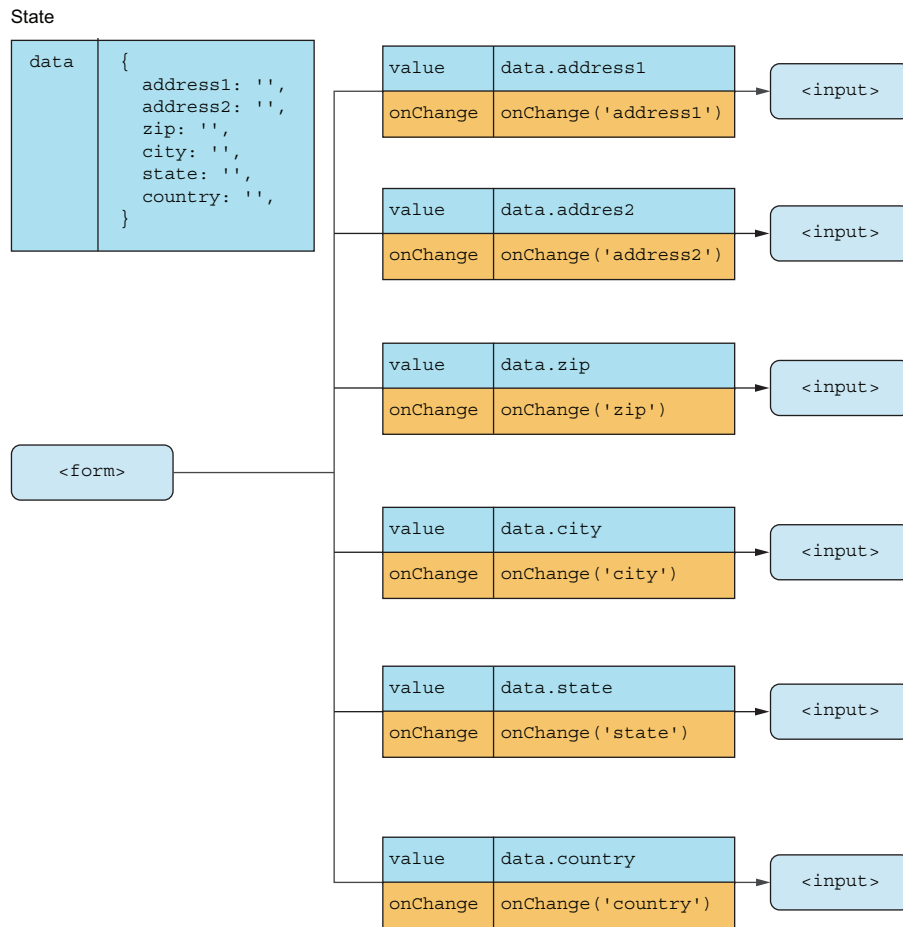 State
data
{
address1: '',
address2: '',
zip: '',
city: '',
state: '',
country: '',
}
value data.address1
onChange onChange('address1')
<input>
value data.addres2
onChange onChange('address2')
<input>
value data.zip
onChange onChange('zip')
<input>
<form>
value data.city
onChange onChange('city')
<input>
value data.state
onChange onChange('state')
<input>
value data.country
onChange onChange('country')
<input>